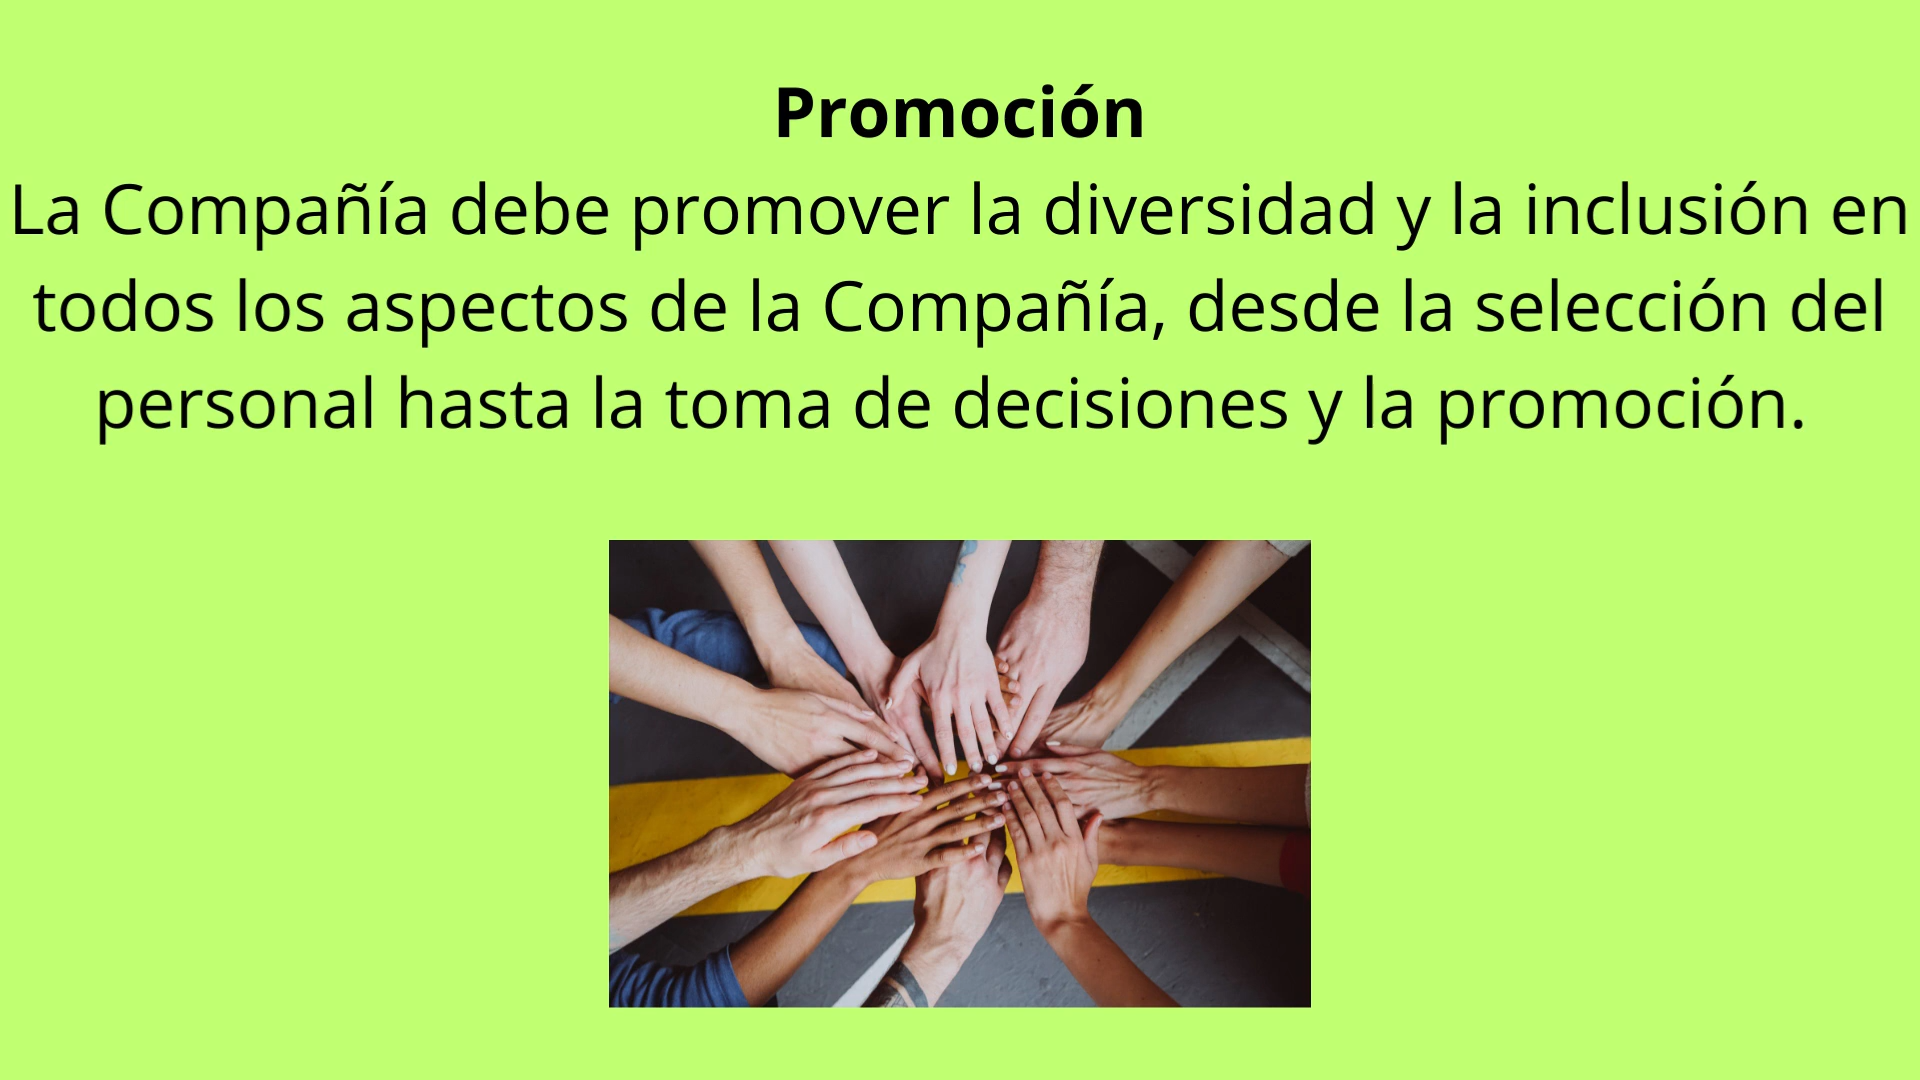 Promoción
La Compañía debe promover la diversidad y la inclusión en
todos los aspectos de la Compañía, desde la selección del
personal hasta la toma de decisiones y la promoción.